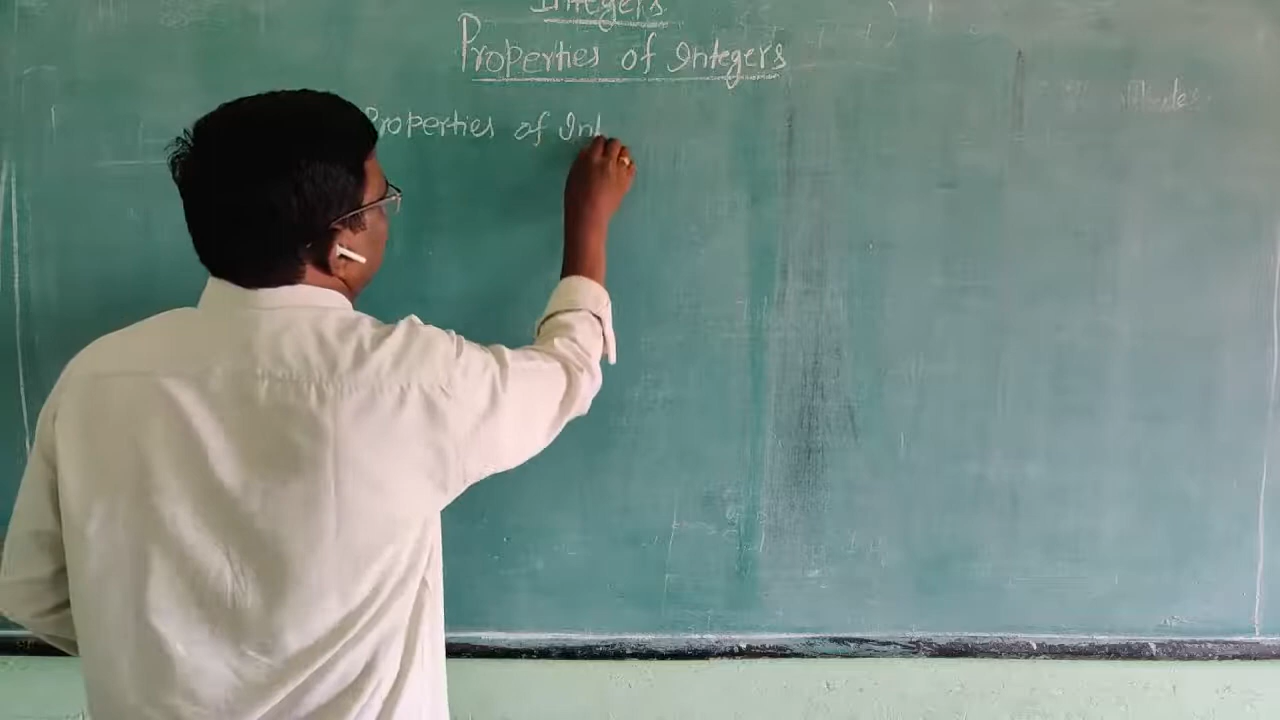 Integers
Properties of Integers
Properties of Int